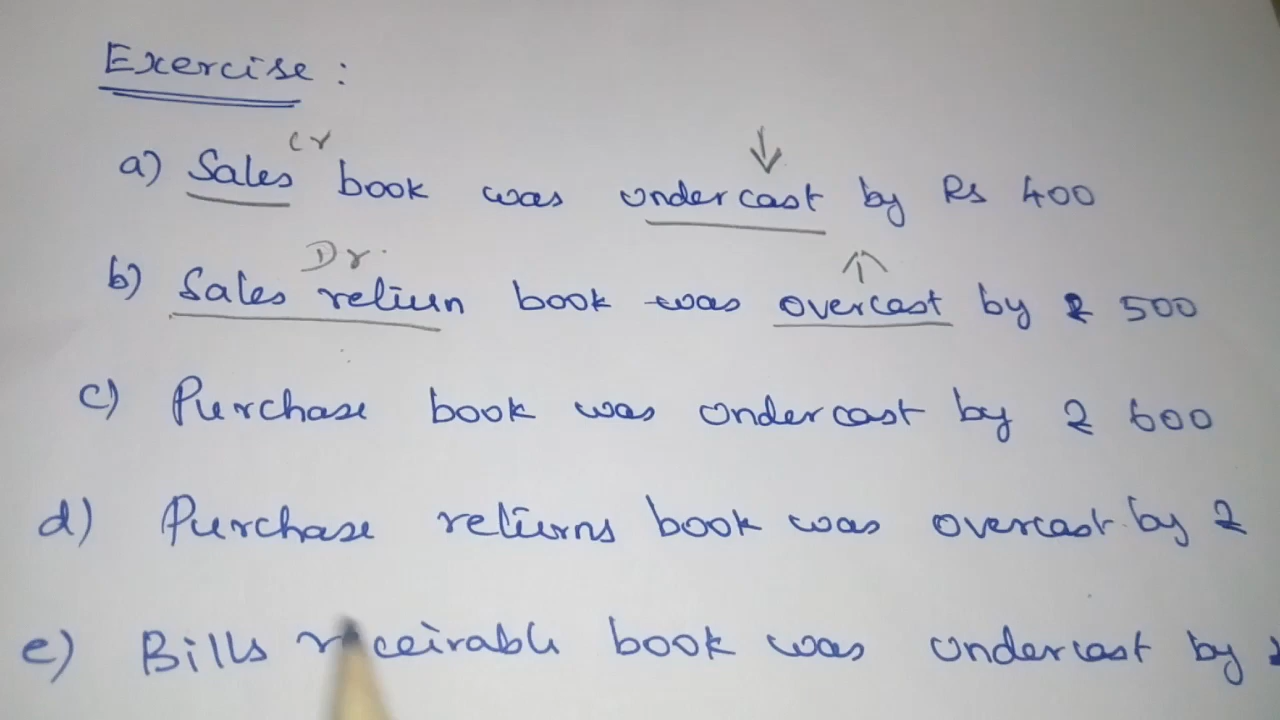 Exercise :
cr
a) Sales book was undercast by Rs 400
Dr.
b) Sales return book was overcast by ₹ 500
c) Purchase book was undercast by ₹ 600
d) Purchase returns book was overcast by ₹
e) Bills receivable book was undercast by